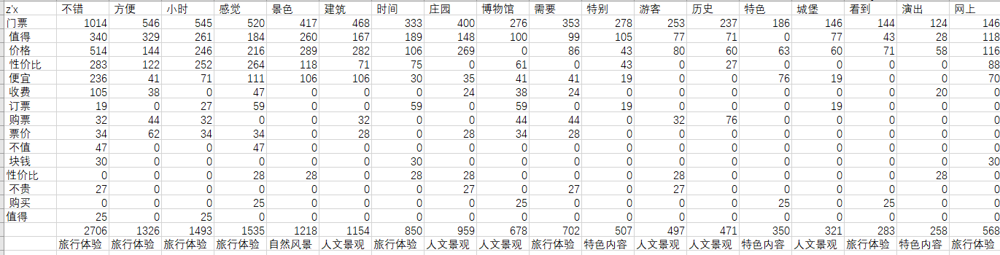 z'x 不错 方便 小时 感觉 景色 建筑 时间 庄园 博物馆 需要 特别 游客 历史 特色 城堡 看到 演出 网上
门票 1014 546 545 520 417 468 333 400 276 353 278 253 237 186 146 144 124 146
值得 340 329 261 184 260 167 189 148 100 99 105 77 71 0 77 43 28 118
价格 514 144 246 216 289 282 106 269 0 86 43 80 60 63 60 71 58 116
性价比 283 122 252 264 118 71 75 0 61 0 43 0 27 0 0 0 0 88
便宜 236 41 71 111 106 106 30 35 41 41 19 0 0 76 19 0 0 70
收费 105 38 0 47 0 0 0 24 38 24 0 0 0 0 0 0 20 0
订票 19 0 27 59 0 0 59 0 59 0 19 0 0 0 19 0 0 0
购票 32 44 32 0 0 32 0 0 44 44 0 32 76 0 0 0 0 0
票价 34 62 34 34 0 28 0 28 34 28 0 0 0 0 0 0 0 0
不值 47 0 0 47 0 0 0 0 0 0 0 0 0 0 0 0 0 0
块钱 30 0 0 0 0 0 30 0 0 0 0 0 0 0 0 0 0 30
性价比 0 0 0 28 28 0 28 28 0 0 0 28 0 0 0 0 28 0
不贵 27 0 0 0 0 0 0 27 0 27 0 27 0 0 0 0 0 0
购买 0 0 0 25 0 0 0 0 25 0 0 0 0 25 0 25 0 0
值得 25 0 25 0 0 0 0 0 0 0 0 0 0 0 0 0 0 0
2706 1326 1493 1535 1218 1154 850 959 678 702 507 497 471 350 321 283 258 568
旅行体验 旅行体验 旅行体验 旅行体验 自然风景 人文景观 旅行体验 人文景观 人文景观 旅行体验 特色内容 人文景观 人文景观 特色内容 人文景观 旅行体验 特色内容 旅行体验